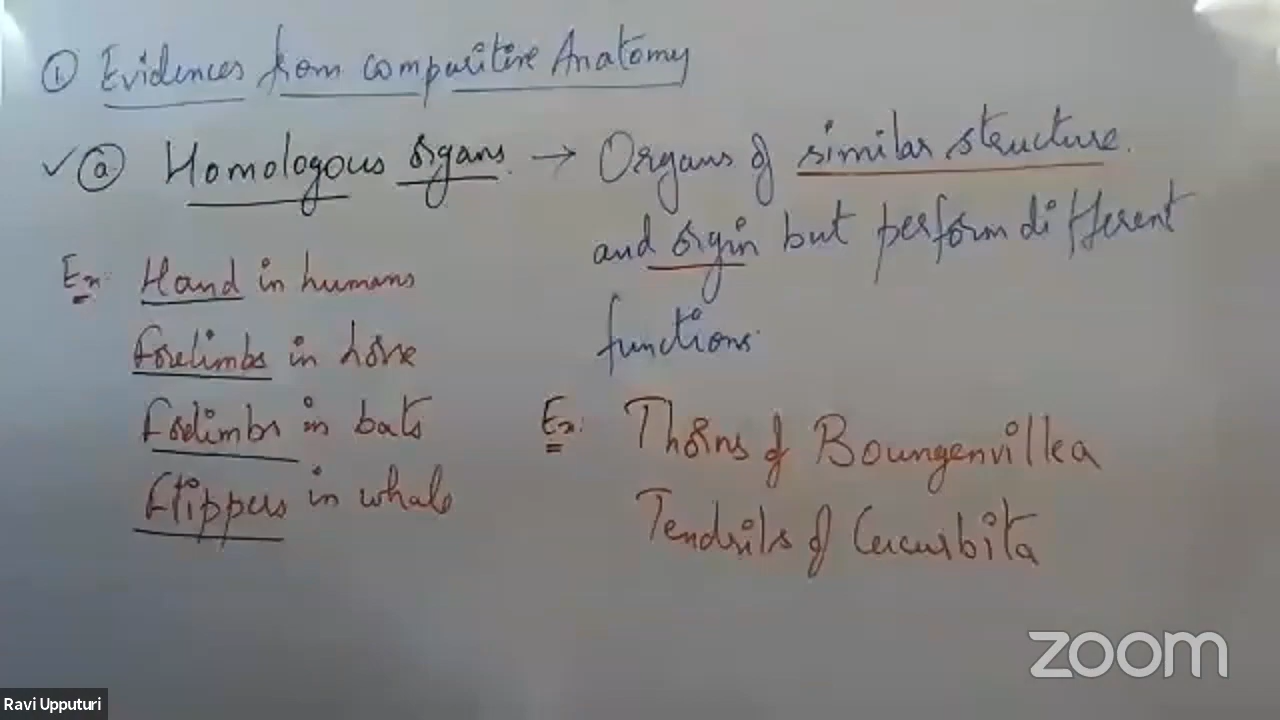 ① Evidences from comparitive Anatomy
✓ ⓐ Homologous organs. → Organs of similar structure.
and orgin but perform different
functions.
Ex: Hand in humans
Forelimbs in horse
Forlimbs in bats
Flippers in whale
Ex: Thorns of Boungenvillea
Tendrils of Cucurbita
zoom
Ravi Upputuri